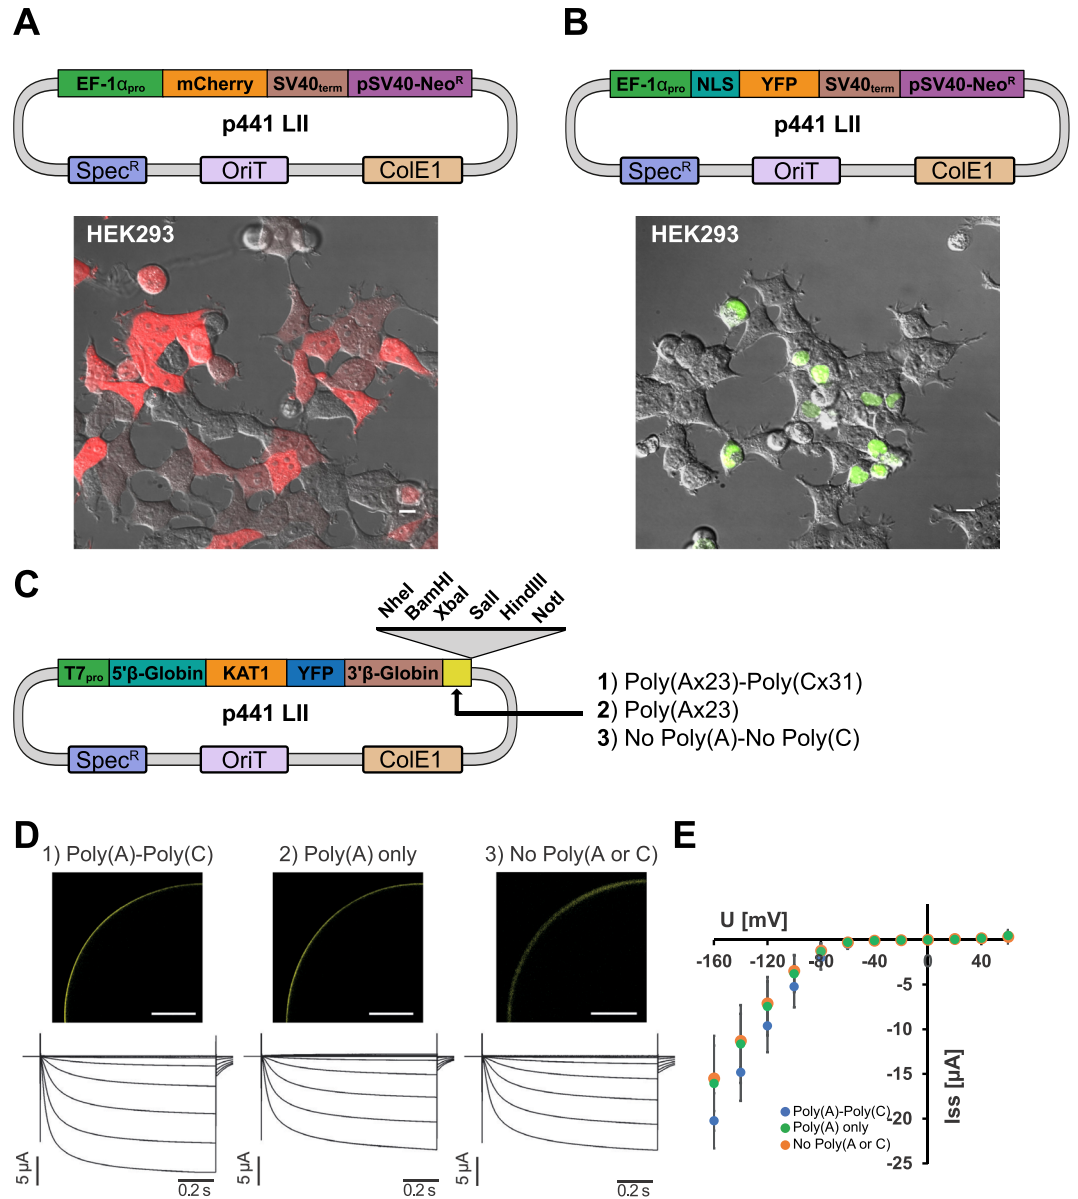 A
EF-1αpro mCherry SV40term pSV40-NeoR
p441 LII
SpecR OriT ColE1
HEK293
B
EF-1αpro NLS YFP SV40term pSV40-NeoR
p441 LII
SpecR OriT ColE1
HEK293
C
NheI BamHI XbaI SalI HindIII NotI
T7pro 5'β-Globin KAT1 YFP 3'β-Globin
p441 LII
SpecR OriT ColE1
1) Poly(Ax23)-Poly(Cx31)
2) Poly(Ax23)
3) No Poly(A)-No Poly(C)
D
1) Poly(A)-Poly(C) 2) Poly(A) only 3) No Poly(A or C)
5 µA 0.2 s 5 µA 0.2 s 5 µA 0.2 s
E
U [mV]
-160 -120 -80 -40 0 40
-5
-10
-15
-20
-25
Iss [µA]
Poly(A)-Poly(C)
Poly(A) only
No Poly(A or C)